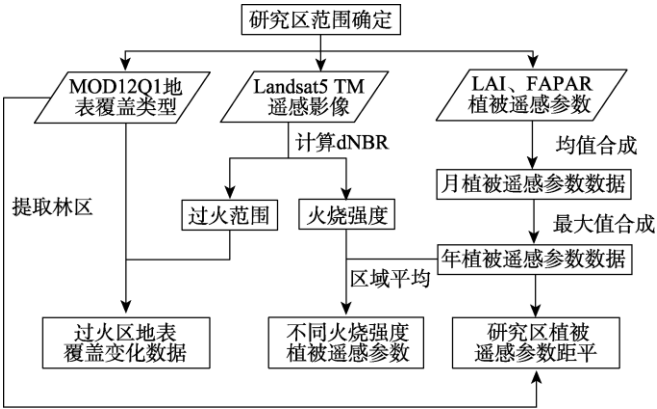 研究区范围确定
MOD12Q1地
表覆盖类型
Landsat5 TM
遥感影像
LAI、FAPAR
植被遥感参数
计算dNBR
均值合成
提取林区
过火范围
火烧强度
月植被遥感参数数据
最大值合成
年植被遥感参数数据
区域平均
过火区地表
覆盖变化数据
不同火烧强度
植被遥感参数
研究区植被
遥感参数距平